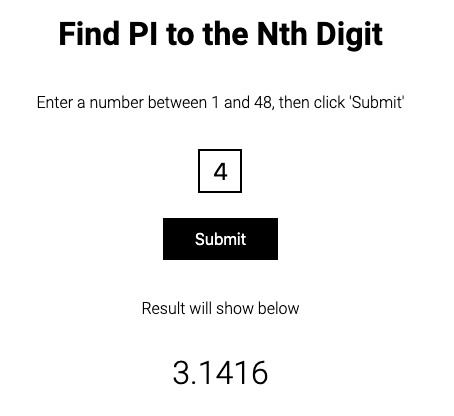 Find PI to the Nth Digit
Enter a number between 1 and 48, then click 'Submit'
4
Submit
Result will show below
3.1416